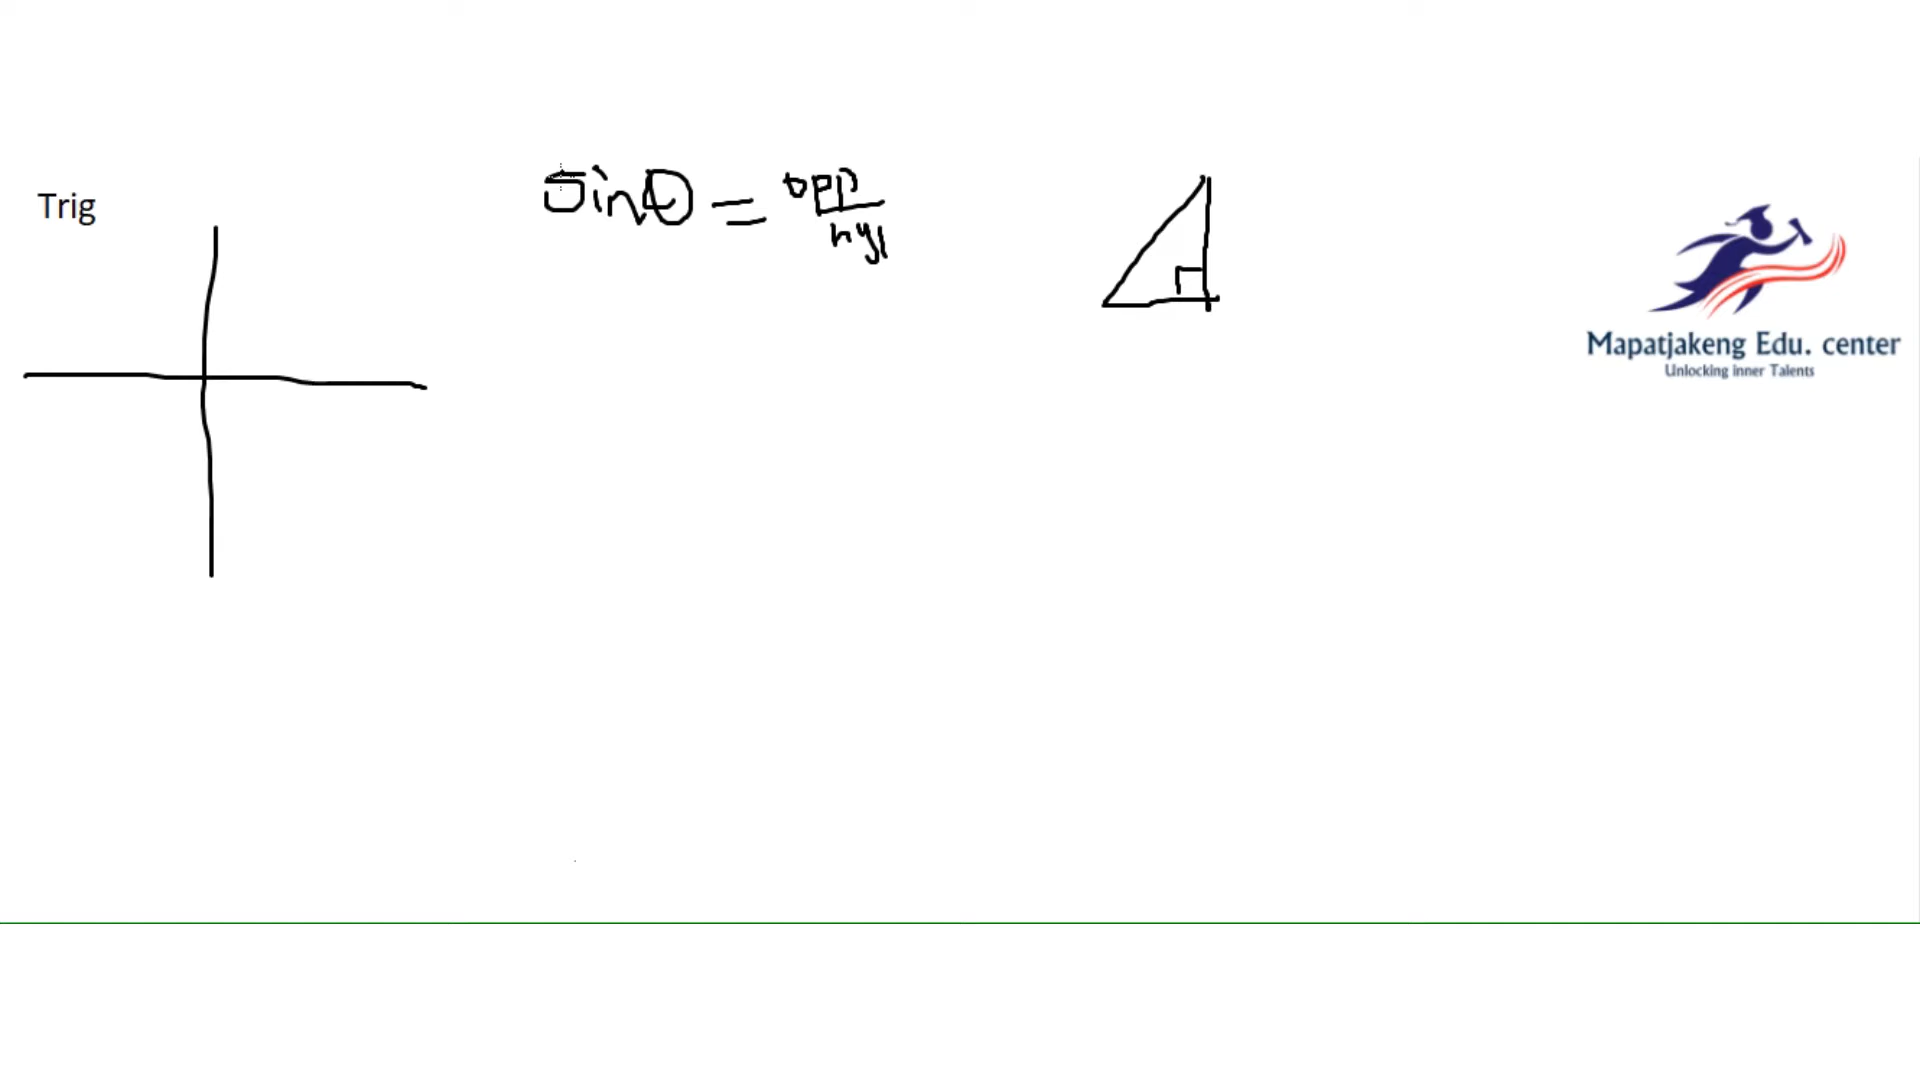 Trig
sinθ = opp/hyp
Mapatjakeng Edu. center
Unlocking inner Talents